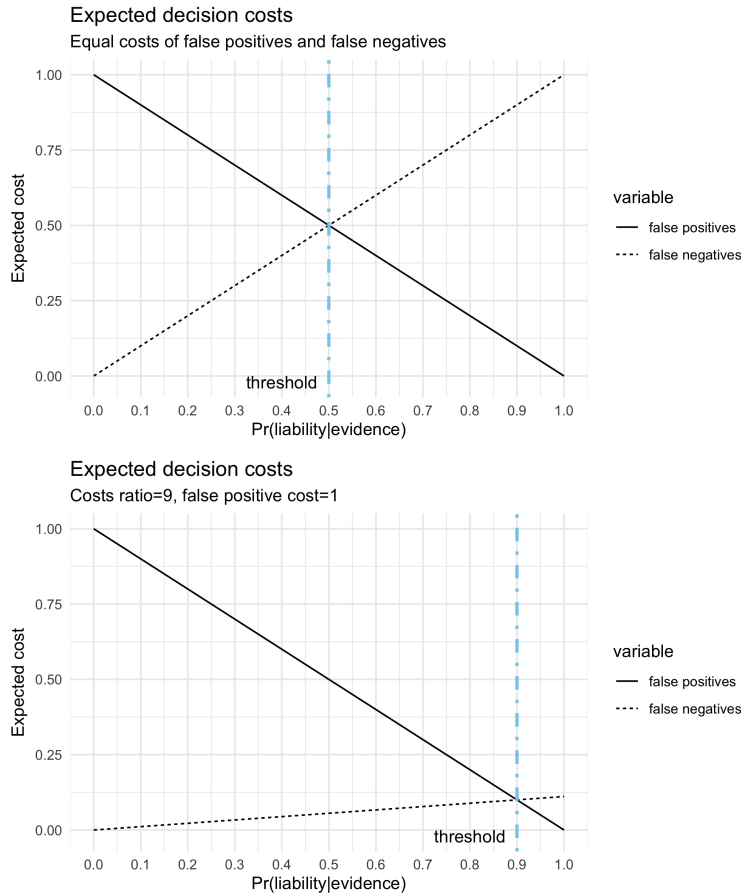 Expected decision costs
Equal costs of false positives and false negatives
1.00
0.75
0.50
0.25
0.00
Expected cost
threshold
0.0 0.1 0.2 0.3 0.4 0.5 0.6 0.7 0.8 0.9 1.0
Pr(liability|evidence)
variable
false positives
false negatives
Expected decision costs
Costs ratio=9, false positive cost=1
1.00
0.75
0.50
0.25
0.00
Expected cost
threshold
0.0 0.1 0.2 0.3 0.4 0.5 0.6 0.7 0.8 0.9 1.0
Pr(liability|evidence)
variable
false positives
false negatives